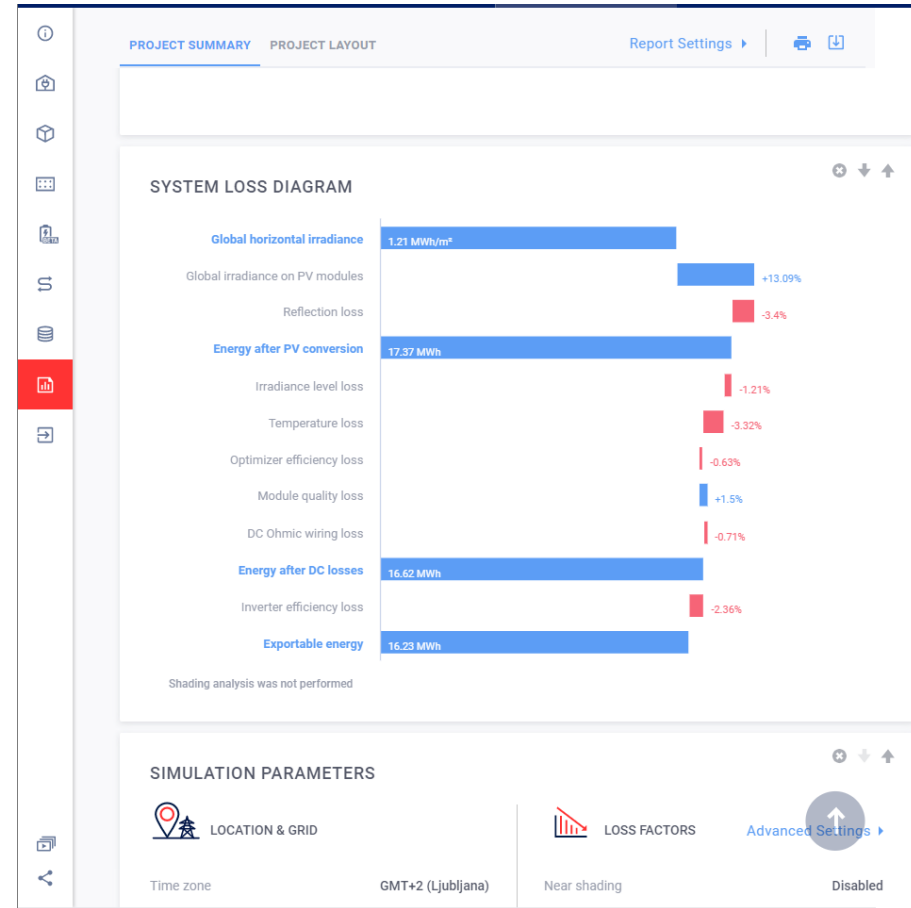 PROJECT SUMMARY PROJECT LAYOUT Report Settings
BETA
SYSTEM LOSS DIAGRAM
Global horizontal irradiance 1.21 MWh/m²
Global irradiance on PV modules +13.09%
Reflection loss -3.4%
Energy after PV conversion 17.37 MWh
Irradiance level loss -1.21%
Temperature loss -3.32%
Optimizer efficiency loss -0.63%
Module quality loss +1.5%
DC Ohmic wiring loss -0.71%
Energy after DC losses 16.62 MWh
Inverter efficiency loss -2.36%
Exportable energy 16.23 MWh
Shading analysis was not performed
SIMULATION PARAMETERS
LOCATION & GRID LOSS FACTORS Advanced Settings
Time zone GMT+2 (Ljubljana) Near shading Disabled